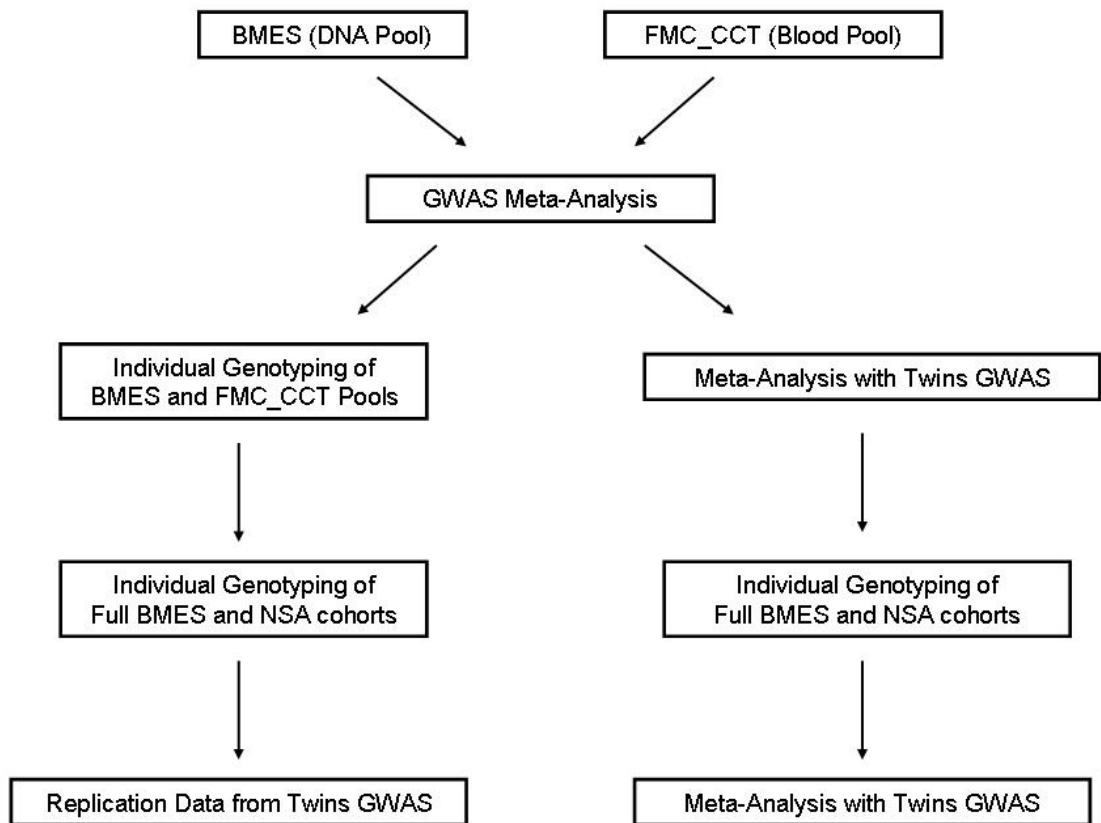 BMES (DNA Pool)
FMC_CCT (Blood Pool)
GWAS Meta-Analysis
Individual Genotyping of
BMES and FMC_CCT Pools
Meta-Analysis with Twins GWAS
Individual Genotyping of
Full BMES and NSA cohorts
Individual Genotyping of
Full BMES and NSA cohorts
Replication Data from Twins GWAS
Meta-Analysis with Twins GWAS